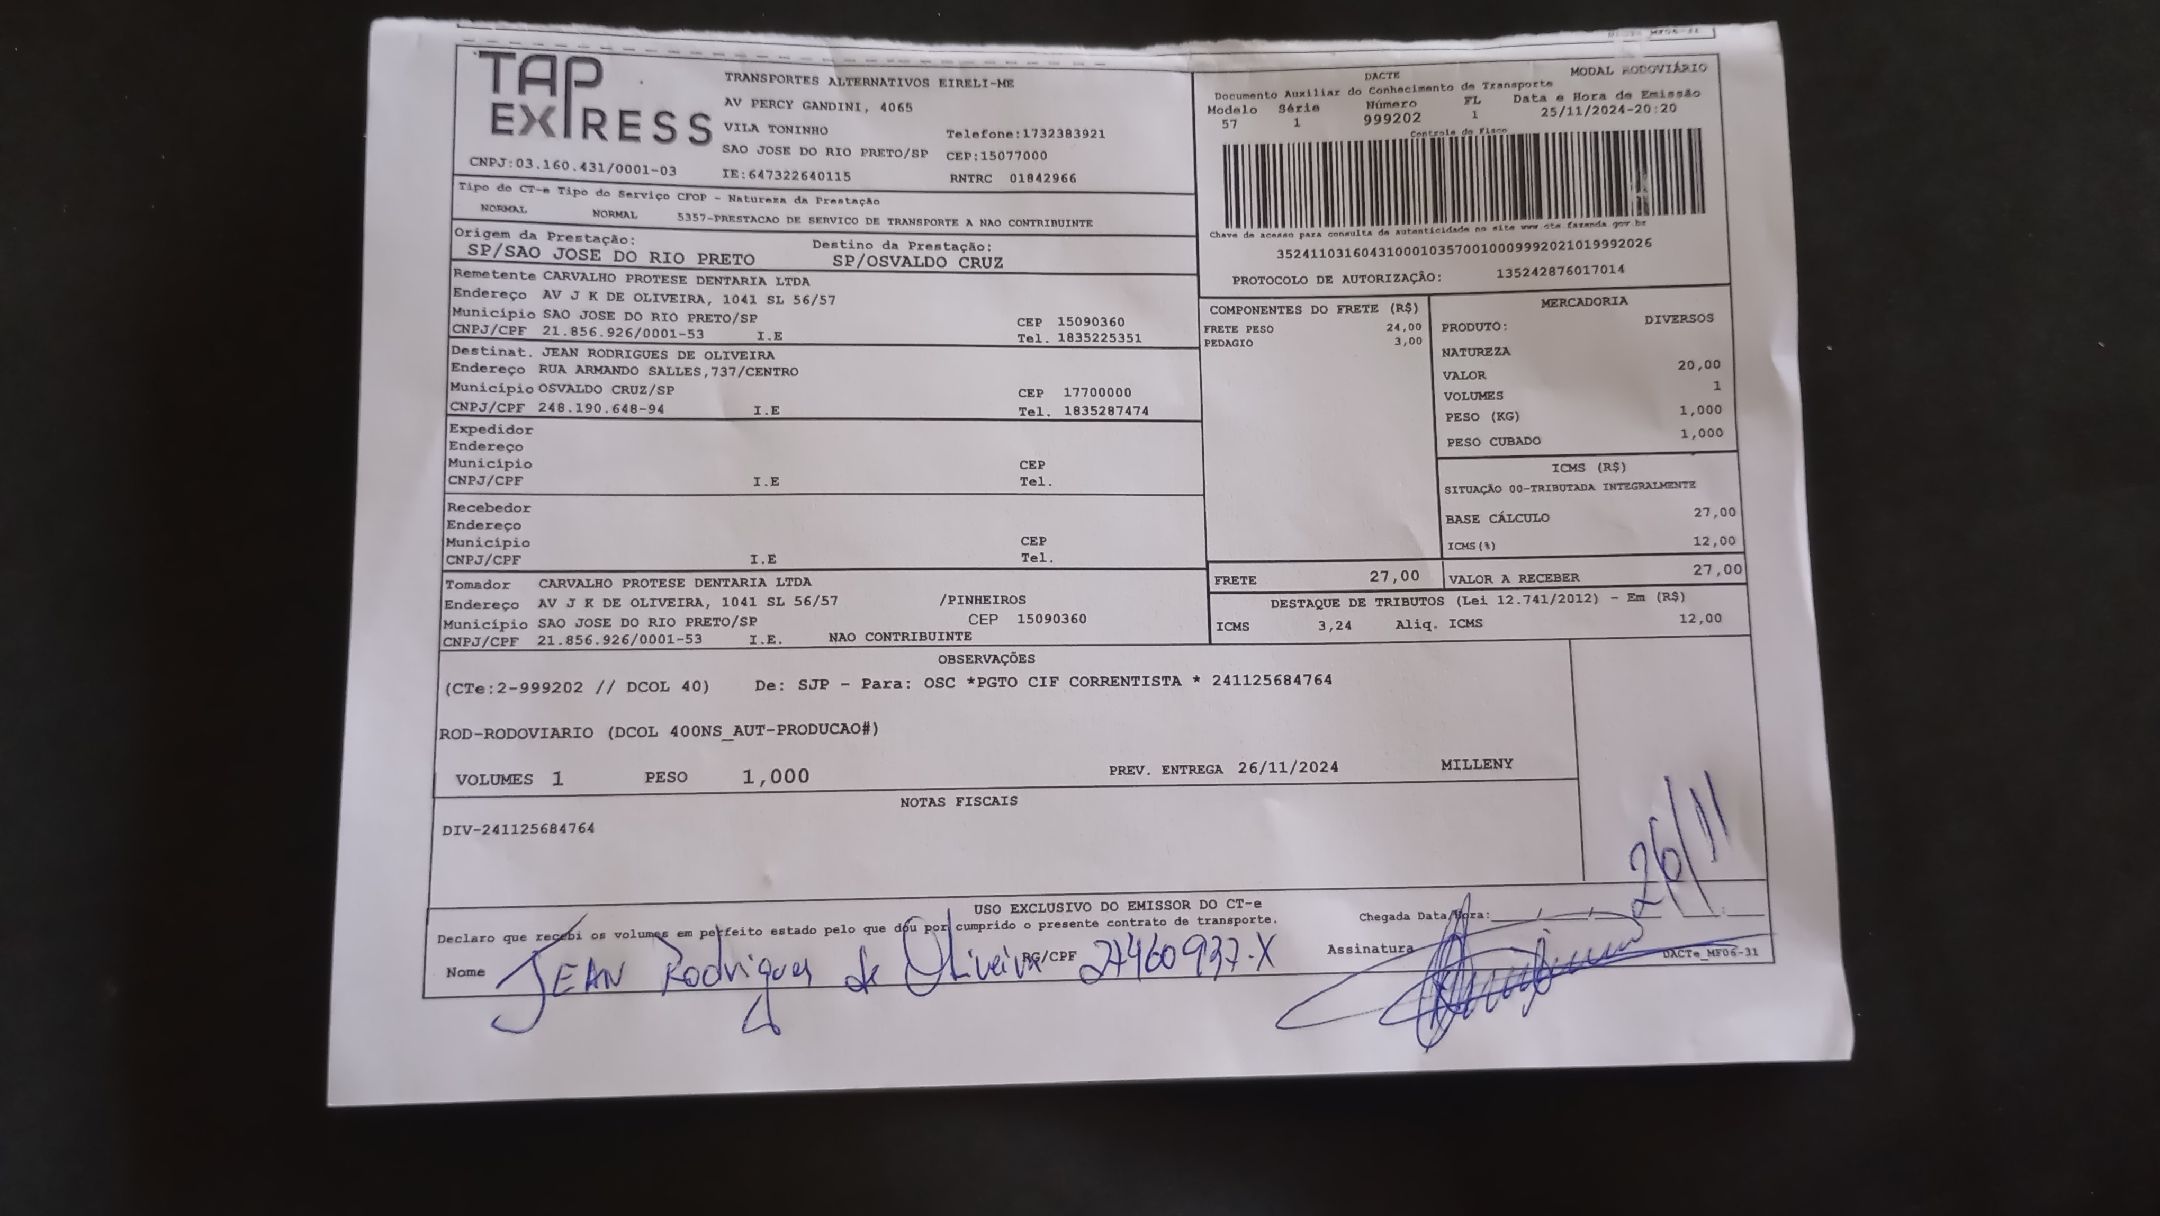 TAP EXPRESS
TRANSPORTES ALTERNATIVOS EIRELI-ME
AV PERCY GANDINI, 4065
VILA TONINHO Telefone:1732383921
SAO JOSE DO RIO PRETO/SP CEP:15077000
CNPJ:03.160.431/0001-03 IE:647322640115 RNTRC 01842966
DACTE MODAL RODOVIÁRIO
Documento Auxiliar do Conhecimento de Transporte
Modelo Série Número FL Data e Hora de Emissão
57 1 999202 1 25/11/2024-20:20
Controle do Fisco
Chave de acesso para consulta de autenticidade no site www cte.fazenda gov.br
35241103160431000103570010009992021019992026
PROTOCOLO DE AUTORIZAÇÃO: 135242876017014
Tipo do CT-e Tipo do Serviço CFOP - Natureza da Prestação
NORMAL NORMAL 5357-PRESTACAO DE SERVICO DE TRANSPORTE A NAO CONTRIBUINTE
Origem da Prestação: Destino da Prestação:
SP/SAO JOSE DO RIO PRETO SP/OSVALDO CRUZ
Remetente CARVALHO PROTESE DENTARIA LTDA
Endereço AV J K DE OLIVEIRA, 1041 SL 56/57
Município SAO JOSE DO RIO PRETO/SP CEP 15090360
CNPJ/CPF 21.856.926/0001-53 I.E Tel. 1835225351
Destinat. JEAN RODRIGUES DE OLIVEIRA
Endereço RUA ARMANDO SALLES,737/CENTRO
Município OSVALDO CRUZ/SP CEP 17700000
CNPJ/CPF 248.190.648-94 I.E Tel. 1835287474
Expedidor
Endereço
Município CEP
CNPJ/CPF I.E Tel.
Recebedor
Endereço
Município CEP
CNPJ/CPF I.E Tel.
Tomador CARVALHO PROTESE DENTARIA LTDA
Endereço AV J K DE OLIVEIRA, 1041 SL 56/57 /PINHEIROS
Município SAO JOSE DO RIO PRETO/SP CEP 15090360
CNPJ/CPF 21.856.926/0001-53 I.E. NAO CONTRIBUINTE
COMPONENTES DO FRETE (R$)
FRETE PESO 24,00
PEDAGIO 3,00
MERCADORIA
PRODUTO: DIVERSOS
NATUREZA
VALOR 20,00
VOLUMES 1
PESO (KG) 1,000
PESO CUBADO 1,000
ICMS (R$)
SITUAÇÃO 00-TRIBUTADA INTEGRALMENTE
BASE CÁLCULO 27,00
ICMS(%) 12,00
FRETE 27,00 VALOR A RECEBER 27,00
DESTAQUE DE TRIBUTOS (Lei 12.741/2012) - Em (R$)
ICMS 3,24 Aliq. ICMS 12,00
OBSERVAÇÕES
(CTe:2-999202 // DCOL 40) De: SJP - Para: OSC *PGTO CIF CORRENTISTA * 241125684764
ROD-RODOVIARIO (DCOL 400NS_AUT-PRODUCAO#)
VOLUMES 1 PESO 1,000 PREV. ENTREGA 26/11/2024 MILLENY
NOTAS FISCAIS
DIV-241125684764
26/11
USO EXCLUSIVO DO EMISSOR DO CT-e
Declaro que recebi os volumes em perfeito estado pelo que dou por cumprido o presente contrato de transporte. Chegada Data/Hora:
Nome JEAN Rodrigues de Oliveira RG/CPF 27460937-X Assinatura
DACTe_MF06-31